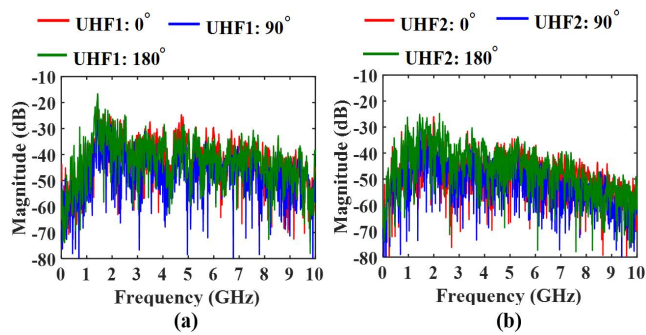 UHF1: 0° UHF1: 90°
UHF1: 180°
-10
-20
-30
-40
-50
-60
-70
-80
Magnitude (dB)
0 1 2 3 4 5 6 7 8 9 10
Frequency (GHz)
(a)
UHF2: 0° UHF2: 90°
UHF2: 180°
-10
-20
-30
-40
-50
-60
-70
-80
Magnitude (dB)
0 1 2 3 4 5 6 7 8 9 10
Frequency (GHz)
(b)